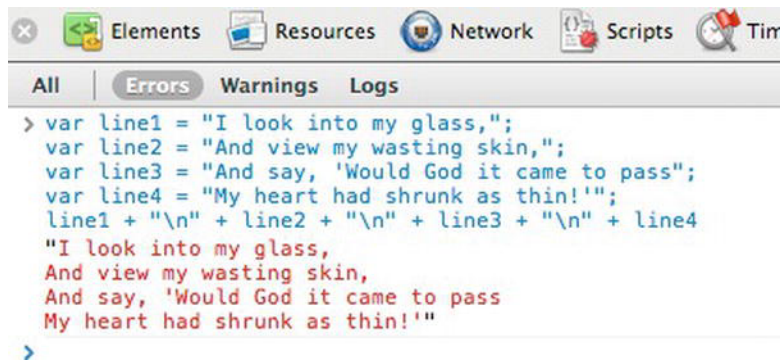 Elements Resources Network Scripts Tim
All Errors Warnings Logs
> var line1 = "I look into my glass,";
var line2 = "And view my wasting skin,";
var line3 = "And say, 'Would God it came to pass";
var line4 = "My heart had shrunk as thin!'";
line1 + "\n" + line2 + "\n" + line3 + "\n" + line4
"I look into my glass,
And view my wasting skin,
And say, 'Would God it came to pass
My heart had shrunk as thin!'"
>